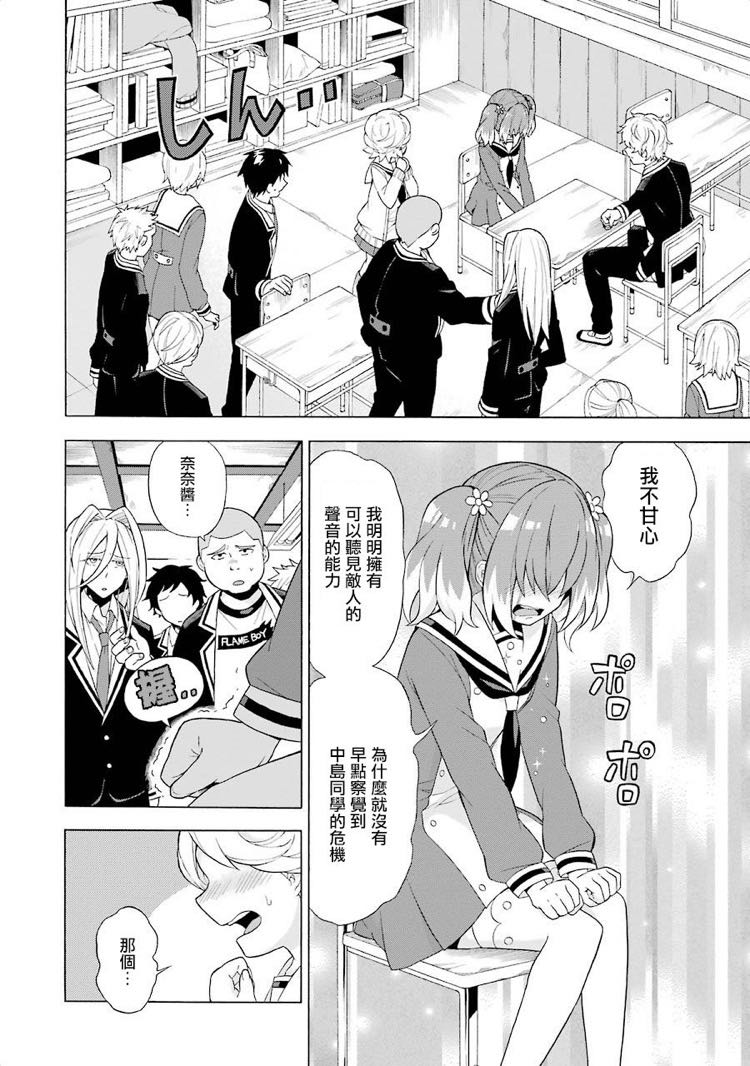 しん‥
我不甘心
我明明擁有
可以聽見敵人的
聲音的能力
為什麼就沒有
早點察覺到
中島同學的危機
ポロ
ポロ
奈奈醬…
FLAME BOY
握‥
那個…